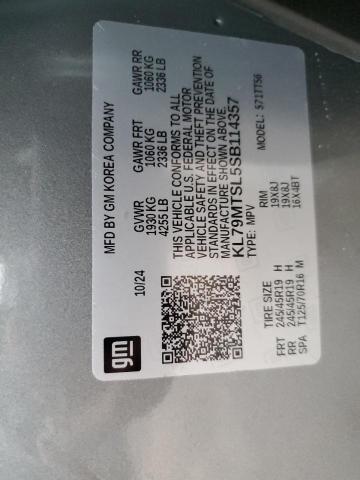 gm
MFD BY GM KOREA COMPANY
10/24
GVWR
1930 KG
4255 LB
GAWR FRT
1060 KG
2336 LB
GAWR RR
1060 KG
2336 LB
THIS VEHICLE CONFORMS TO ALL
APPLICABLE U.S. FEDERAL MOTOR
VEHICLE SAFETY AND THEFT PREVENTION
STANDARDS IN EFFECT ON THE DATE OF
MANUFACTURE SHOWN ABOVE.
KL79MTSL5SB114357
TYPE: MPV
MODEL: 571TT56
TIRE SIZE RIM
FRT 245/45R19 H 19X8J
RR 245/45R19 H 19X8J
SPA T125/70R16 M 16X4BT